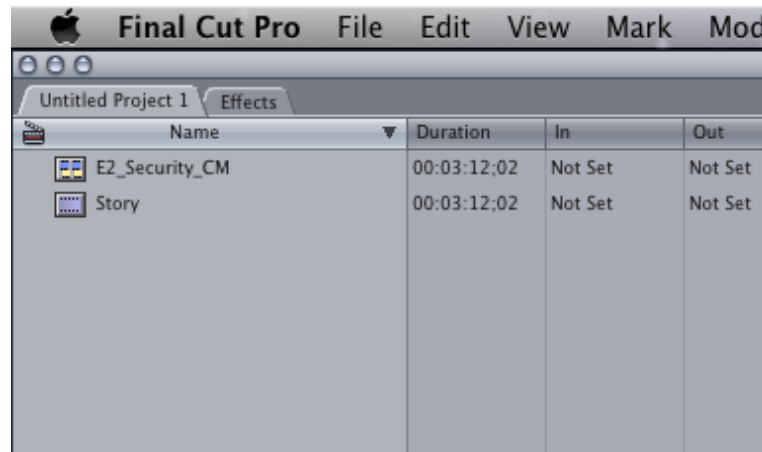 Final Cut Pro File Edit View Mark Mod
Untitled Project 1 Effects
Name Duration In Out
E2_Security_CM 00:03:12;02 Not Set Not Set
Story 00:03:12;02 Not Set Not Set